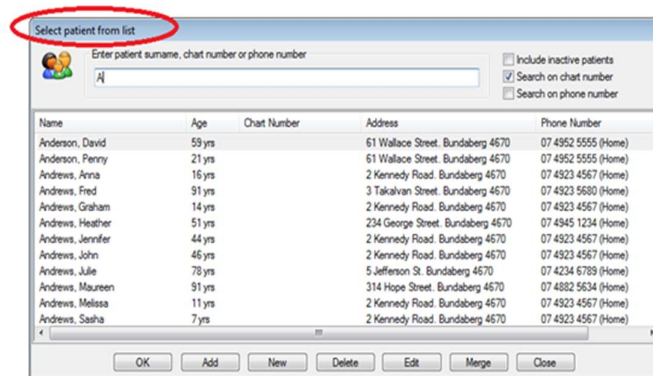 Select patient from list
Enter patient surname, chart number or phone number
A
Include inactive patients
Search on chart number
Search on phone number
Name Age Chart Number Address Phone Number
Anderson, David 59 yrs 61 Wallace Street. Bundaberg 4670 07 4952 5555 (Home)
Anderson, Penny 21 yrs 61 Wallace Street. Bundaberg 4670 07 4952 5555 (Home)
Andrews, Anna 16 yrs 2 Kennedy Road. Bundaberg 4670 07 4923 4567 (Home)
Andrews, Fred 91 yrs 3 Takalvan Street. Bundaberg 4670 07 4923 5680 (Home)
Andrews, Graham 14 yrs 2 Kennedy Road. Bundaberg 4670 07 4923 4567 (Home)
Andrews, Heather 51 yrs 234 George Street. Bundaberg 4670 07 4945 1234 (Home)
Andrews, Jennifer 44 yrs 2 Kennedy Road. Bundaberg 4670 07 4923 4567 (Home)
Andrews, John 46 yrs 2 Kennedy Road. Bundaberg 4670 07 4923 4567 (Home)
Andrews, Julie 78 yrs 5 Jefferson St. Bundaberg 4670 07 4234 6789 (Home)
Andrews, Maureen 91 yrs 314 Hope Street. Bundaberg 4670 07 4882 5634 (Home)
Andrews, Melissa 11 yrs 2 Kennedy Road. Bundaberg 4670 07 4923 4567 (Home)
Andrews, Sasha 7 yrs 2 Kennedy Road. Bundaberg 4670 07 4923 4567 (Home)
OK Add New Delete Edit Merge Close